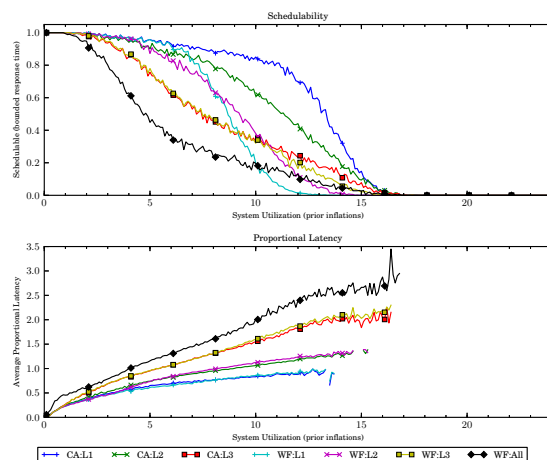 Schedulability
Schedulable (bounded response time)
1.0
0.8
0.6
0.4
0.2
0.0
0 5 10 15 20
System Utilization (prior inflations)
Proportional Latency
Average Proportional Latency
3.5
3.0
2.5
2.0
1.5
1.0
0.5
0.0
0 5 10 15 20
System Utilization (prior inflations)
CA:L1 CA:L2 CA:L3 WF:L1 WF:L2 WF:L3 WF:All